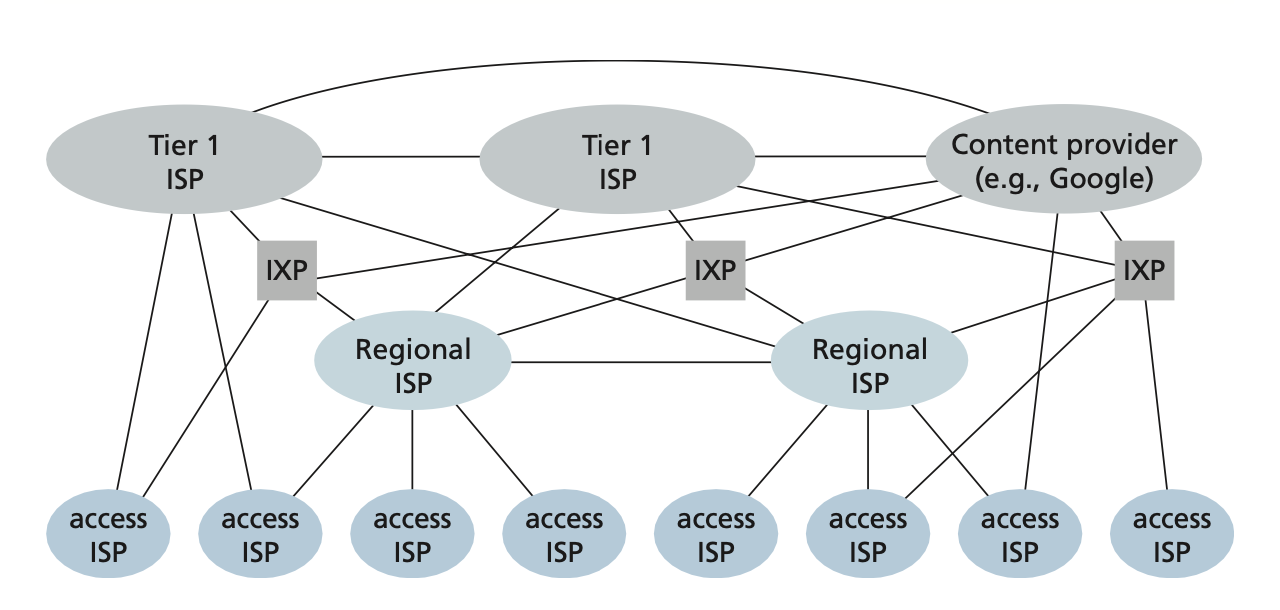 Tier 1
ISP
Tier 1
ISP
Content provider
(e.g., Google)
IXP
IXP
IXP
Regional
ISP
Regional
ISP
access
ISP
access
ISP
access
ISP
access
ISP
access
ISP
access
ISP
access
ISP
access
ISP